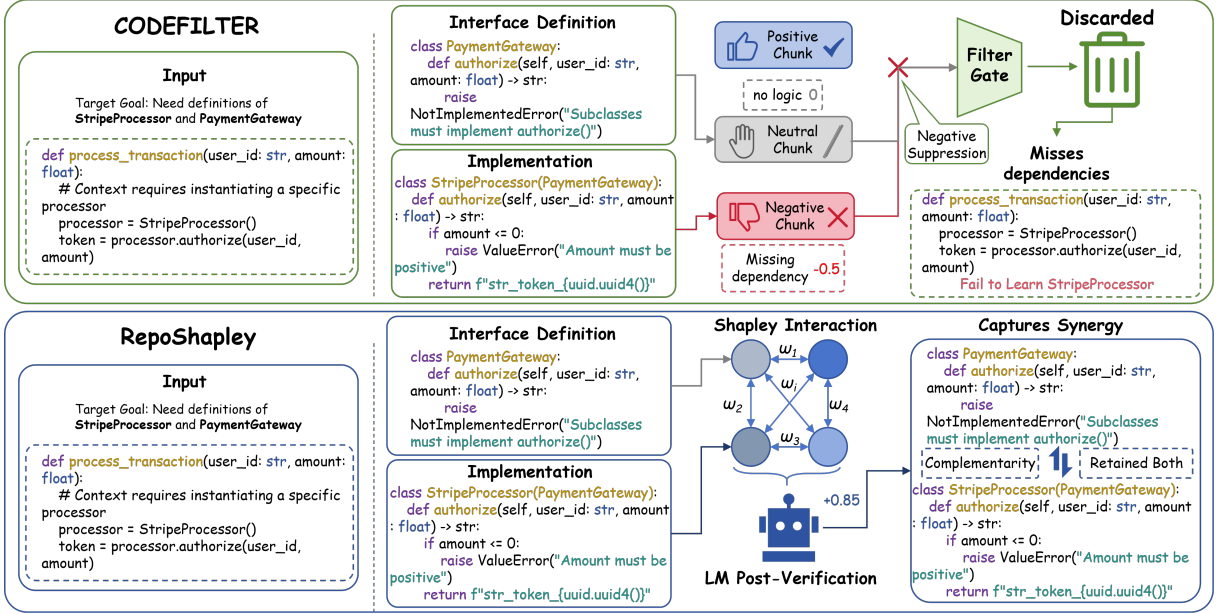 CODEFILTER
Input
Target Goal: Need definitions of
StripeProcessor and PaymentGateway
def process_transaction(user_id: str, amount:
float):
# Context requires instantiating a specific
processor
processor = StripeProcessor()
token = processor.authorize(user_id,
amount)
Interface Definition
class PaymentGateway:
def authorize(self, user_id: str,
amount: float) -> str:
raise
NotImplementedError("Subclasses
must implement authorize()")
Implementation
class StripeProcessor(PaymentGateway):
def authorize(self, user_id: str, amount
: float) -> str:
if amount <= 0:
raise ValueError("Amount must be
positive")
return f"str_token_{uuid.uuid4()}"
Positive
Chunk
no logic 0
Neutral
Chunk
Negative
Chunk
Missing
dependency -0.5
Negative
Suppression
Filter
Gate
Discarded
Misses
dependencies
def process_transaction(user_id: str,
amount: float):
processor = StripeProcessor()
token = processor.authorize(user_id,
amount)
Fail to Learn StripeProcessor
RepoShapley
Input
Target Goal: Need definitions of
StripeProcessor and PaymentGateway
def process_transaction(user_id: str, amount:
float):
# Context requires instantiating a specific
processor
processor = StripeProcessor()
token = processor.authorize(user_id,
amount)
Interface Definition
class PaymentGateway:
def authorize(self, user_id: str,
amount: float) -> str:
raise
NotImplementedError("Subclasses
must implement authorize()")
Implementation
class StripeProcessor(PaymentGateway):
def authorize(self, user_id: str, amount
: float) -> str:
if amount <= 0:
raise ValueError("Amount must be
positive")
return f"str_token_{uuid.uuid4()}"
Shapley Interaction
ω1
ωi
ω2
ω4
ω3
+0.85
LM Post-Verification
Captures Synergy
class PaymentGateway:
def authorize(self, user_id: str,
amount: float) -> str:
raise
NotImplementedError("Subclasses
must implement authorize()")
Complementarity
Retained Both
class StripeProcessor(PaymentGateway):
def authorize(self, user_id: str, amount
: float) -> str:
if amount <= 0:
raise ValueError("Amount must be
positive")
return f"str_token_{uuid.uuid4()}"